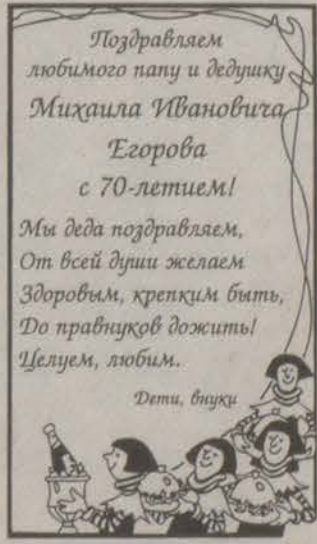 Поздравляем
любимого папу и дедушку
Михаила Ивановича
Егорова
с 70-летием!
Мы деда поздравляем,
От всей души желаем
Здоровым, крепким быть,
До правнуков дожить!
Целуем, любим.
Дети, внуки